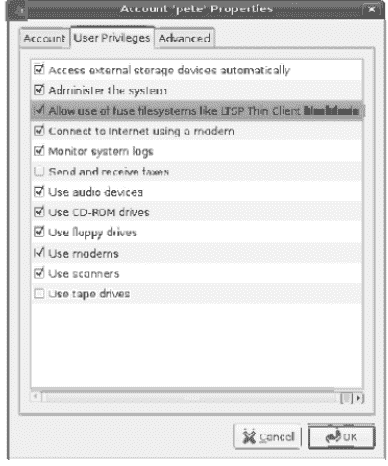 Account 'pete' Properties
Account User Privileges Advanced
Access external storage devices automatically
Administer the system
Allow use of fuse filesystems like LTSP Thin Client
Connect to Internet using a modem
Monitor system logs
Send and receive faxes
Use audio devices
Use CD-ROM drives
Use floppy drives
Use modems
Use scanners
Use tape drives
Cancel OK